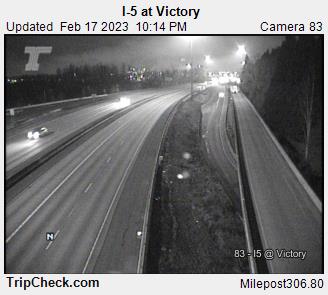 I-5 at Victory
Updated Feb 17 2023 10:14 PM Camera 83
T
N
83 - I5 @ Victory
TripCheck.com Milepost306.80